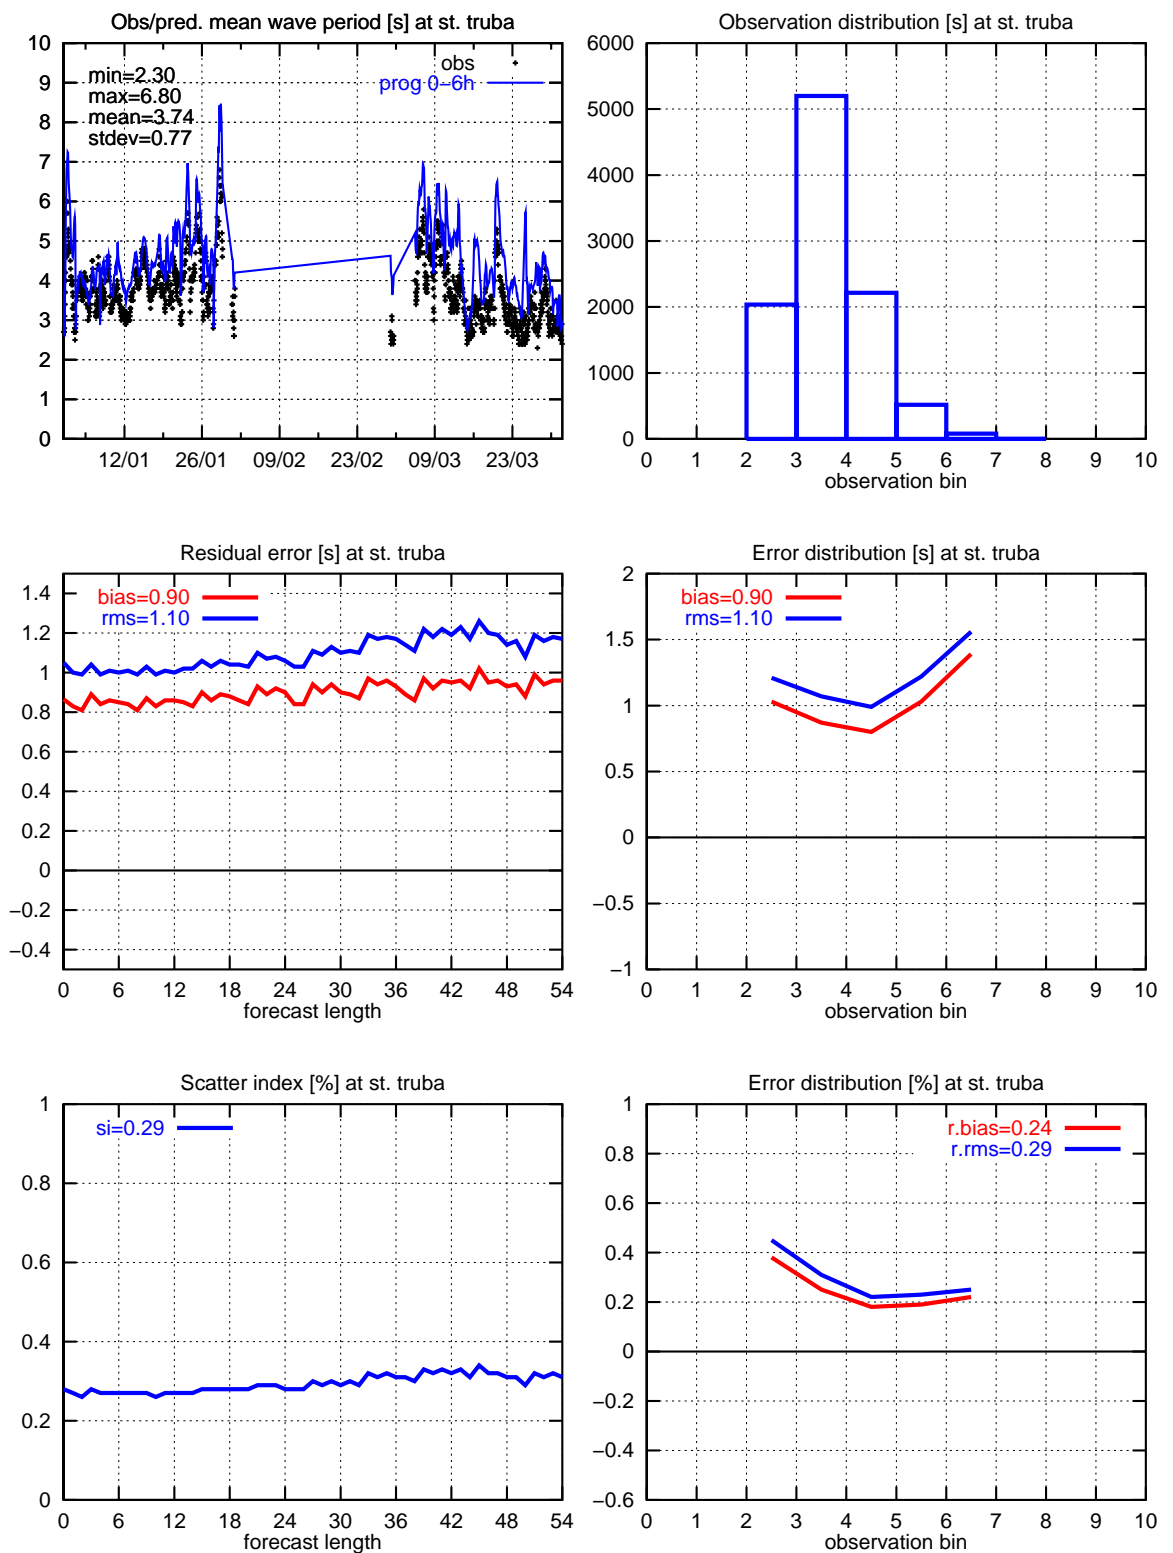 Obs/pred. mean wave period [s] at st. truba
10
9
8
7
6
5
4
3
2
1
0
min=2.30
max=6.80
mean=3.74
stdev=0.77
obs
prog 0−6h
12/01 26/01 09/02 23/02 09/03 23/03
Observation distribution [s] at st. truba
6000
5000
4000
3000
2000
1000
0
0 1 2 3 4 5 6 7 8 9 10
observation bin
Residual error [s] at st. truba
1.4
1.2
1
0.8
0.6
0.4
0.2
0
−0.2
−0.4
bias=0.90
rms=1.10
0 6 12 18 24 30 36 42 48 54
forecast length
Error distribution [s] at st. truba
2
1.5
1
0.5
0
−0.5
−1
bias=0.90
rms=1.10
0 1 2 3 4 5 6 7 8 9 10
observation bin
Scatter index [%] at st. truba
1
0.8
0.6
0.4
0.2
0
si=0.29
0 6 12 18 24 30 36 42 48 54
forecast length
Error distribution [%] at st. truba
1
0.8
0.6
0.4
0.2
0
−0.2
−0.4
−0.6
r.bias=0.24
r.rms=0.29
0 1 2 3 4 5 6 7 8 9 10
observation bin